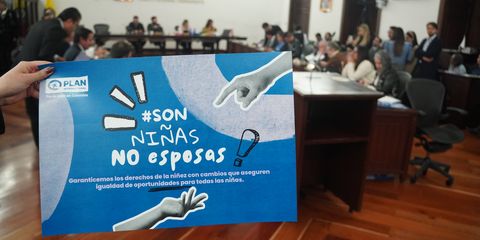 PLAN
#SON
NIÑAS
NO esposas
Garanticemos los derechos de la niñez con cambios que aseguren
igualdad de oportunidades para todas las niñas.